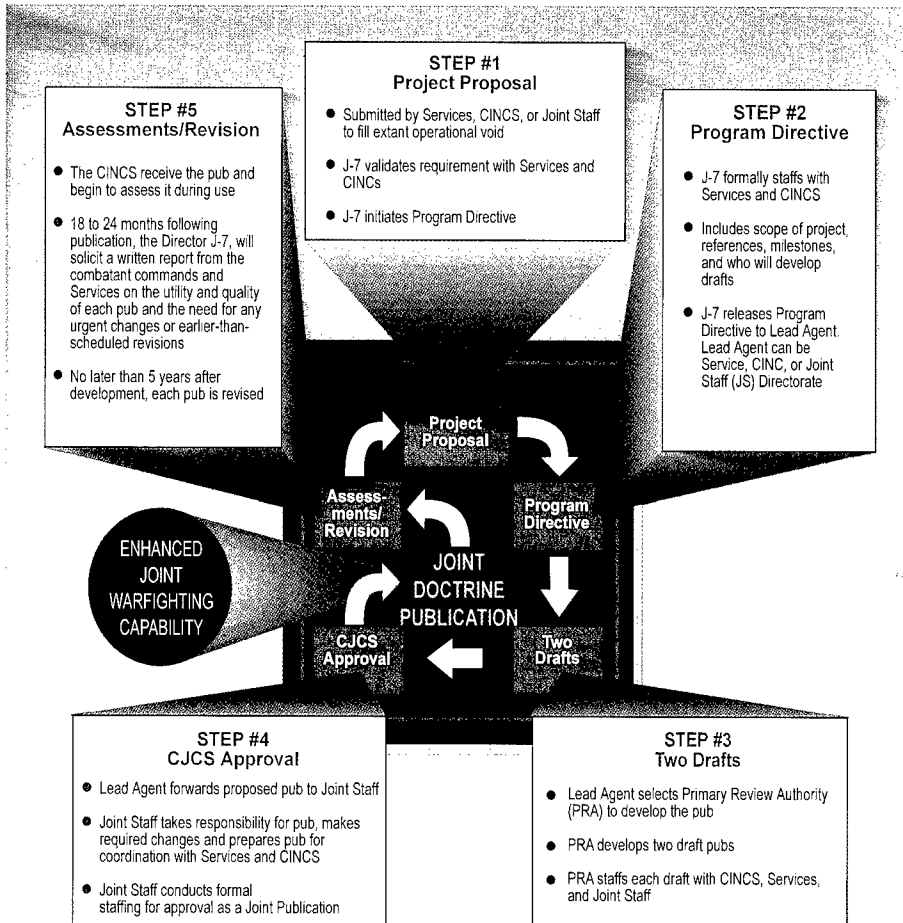 STEP #1
Project Proposal
● Submitted by Services, CINCS, or Joint Staff
to fill extant operational void
● J-7 validates requirement with Services and
CINCs
● J-7 initiates Program Directive
STEP #2
Program Directive
● J-7 formally staffs with
Services and CINCS
● Includes scope of project,
references, milestones,
and who will develop
drafts
● J-7 releases Program
Directive to Lead Agent.
Lead Agent can be
Service, CINC, or Joint
Staff (JS) Directorate
STEP #5
Assessments/Revision
● The CINCS receive the pub and
begin to assess it during use
● 18 to 24 months following
publication, the Director J-7, will
solicit a written report from the
combatant commands and
Services on the utility and quality
of each pub and the need for any
urgent changes or earlier-than-
scheduled revisions
● No later than 5 years after
development, each pub is revised
Project
Proposal
Program
Directive
Two
Drafts
CJCS
Approval
Assess-
ments/
Revision
JOINT
DOCTRINE
PUBLICATION
ENHANCED
JOINT
WARFIGHTING
CAPABILITY
STEP #4
CJCS Approval
● Lead Agent forwards proposed pub to Joint Staff
● Joint Staff takes responsibility for pub, makes
required changes and prepares pub for
coordination with Services and CINCS
● Joint Staff conducts formal
staffing for approval as a Joint Publication
STEP #3
Two Drafts
● Lead Agent selects Primary Review Authority
(PRA) to develop the pub
● PRA develops two draft pubs
● PRA staffs each draft with CINCS, Services,
and Joint Staff